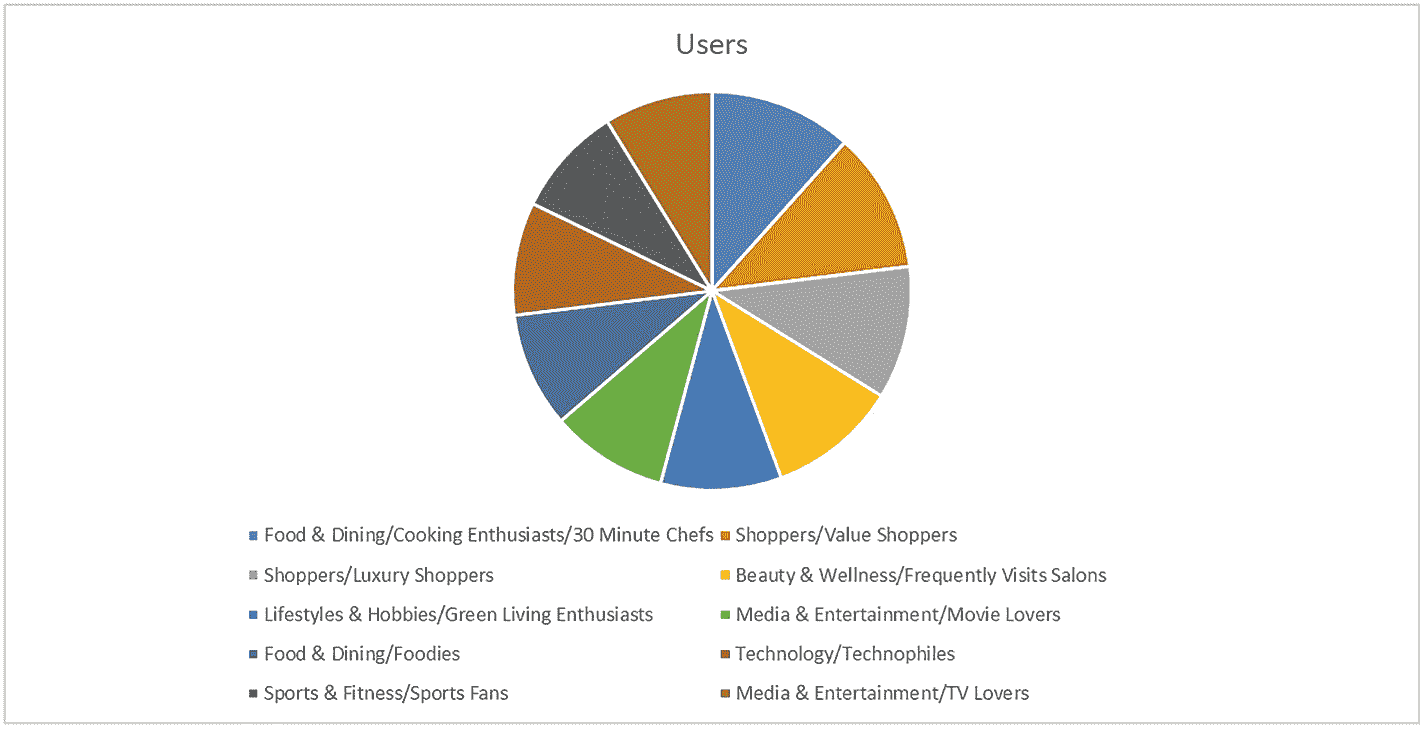 Users
Food & Dining/Cooking Enthusiasts/30 Minute Chefs
Shoppers/Value Shoppers
Shoppers/Luxury Shoppers
Beauty & Wellness/Frequently Visits Salons
Lifestyles & Hobbies/Green Living Enthusiasts
Media & Entertainment/Movie Lovers
Food & Dining/Foodies
Technology/Technophiles
Sports & Fitness/Sports Fans
Media & Entertainment/TV Lovers